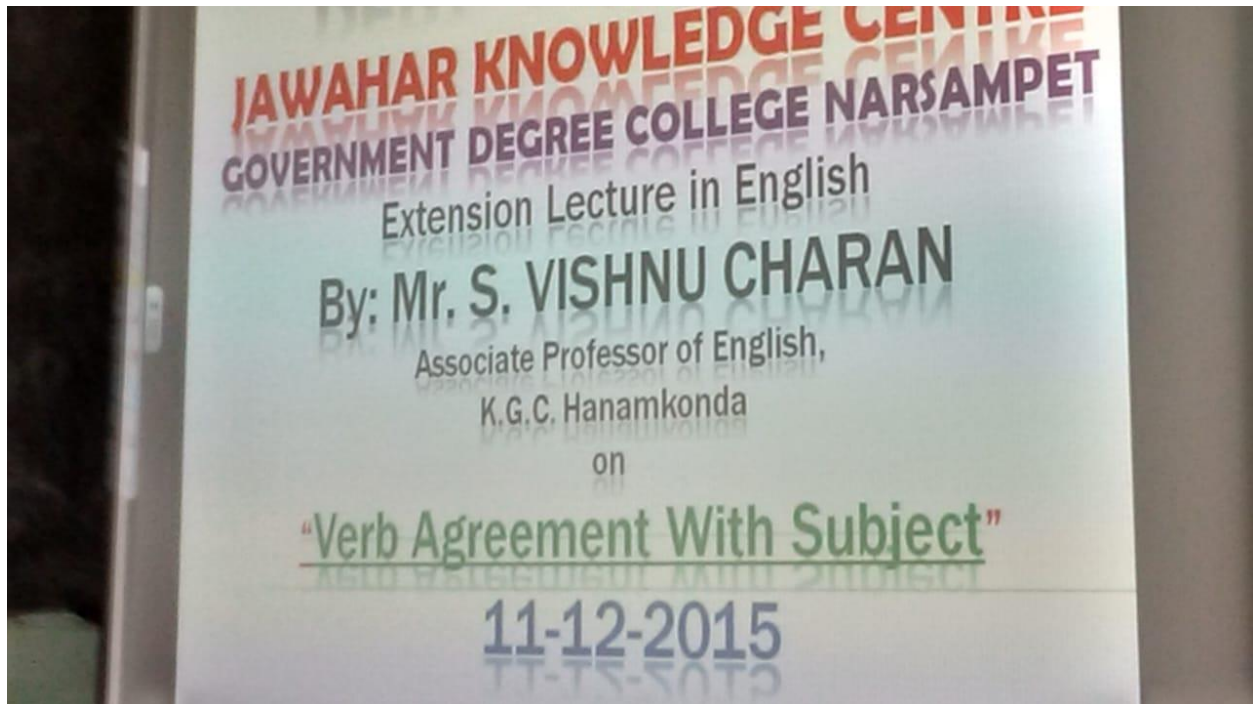 JAWAHAR KNOWLEDGE CENTRE
GOVERNMENT DEGREE COLLEGE NARSAMPET
Extension Lecture in English
By: Mr. S. VISHNU CHARAN
Associate Professor of English,
K.G.C. Hanamkonda
on
“Verb Agreement With Subject”
11-12-2015